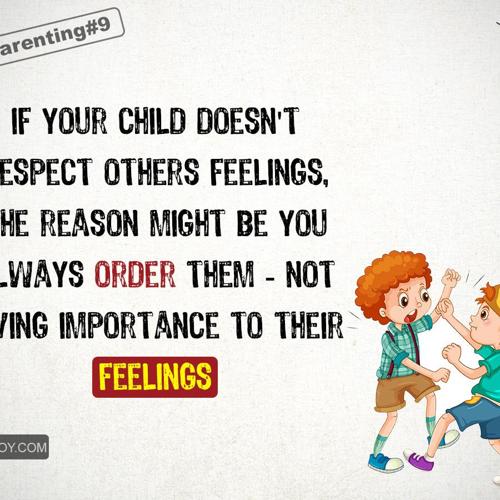 arenting#9
IF YOUR CHILD DOESN'T
ESPECT OTHERS FEELINGS,
HE REASON MIGHT BE YOU
LWAYS ORDER THEM - NOT
VING IMPORTANCE TO THEIR
FEELINGS
OY.COM